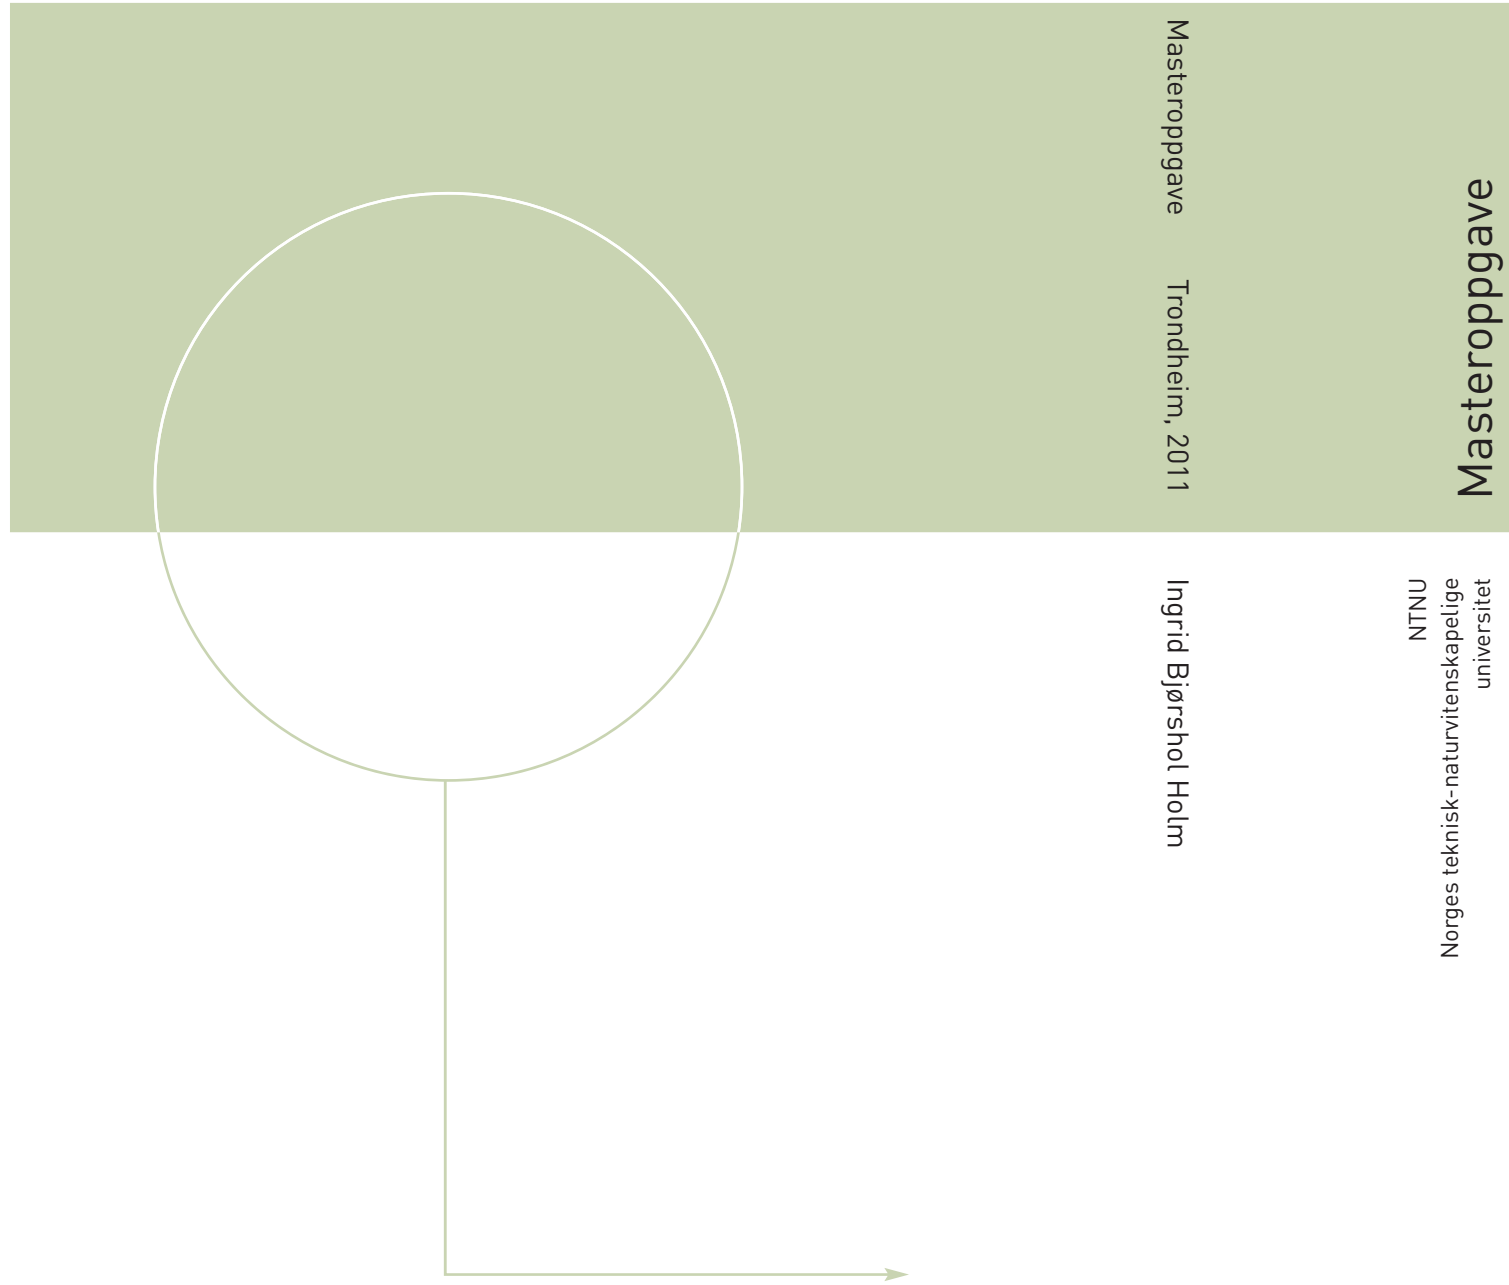 Masteroppgave
Trondheim, 2011
Ingrid Bjørshol Holm
Masteroppgave
NTNU
Norges teknisk-naturvitenskapelige
universitet